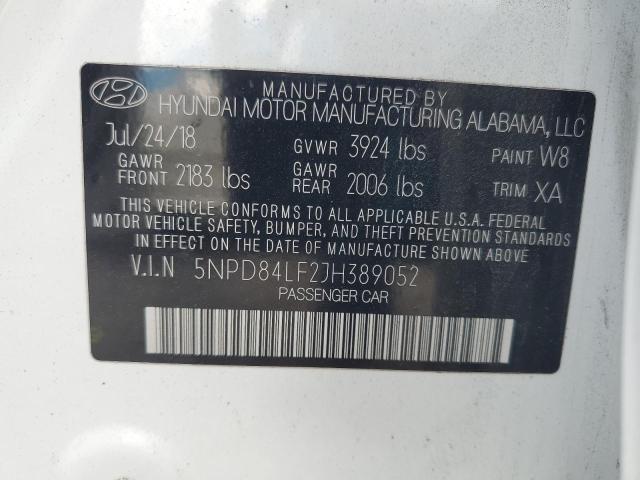 MANUFACTURED BY
HYUNDAI MOTOR MANUFACTURING ALABAMA, LLC
Jul/24/18 GVWR 3924 lbs PAINT W8
GAWR FRONT 2183 lbs GAWR REAR 2006 lbs TRIM XA
THIS VEHICLE CONFORMS TO ALL APPLICABLE U.S.A. FEDERAL
MOTOR VEHICLE SAFETY, BUMPER, AND THEFT PREVENTION STANDARDS
IN EFFECT ON THE DATE OF MANUFACTURE SHOWN ABOVE.
V.I.N 5NPD84LF2JH389052
PASSENGER CAR